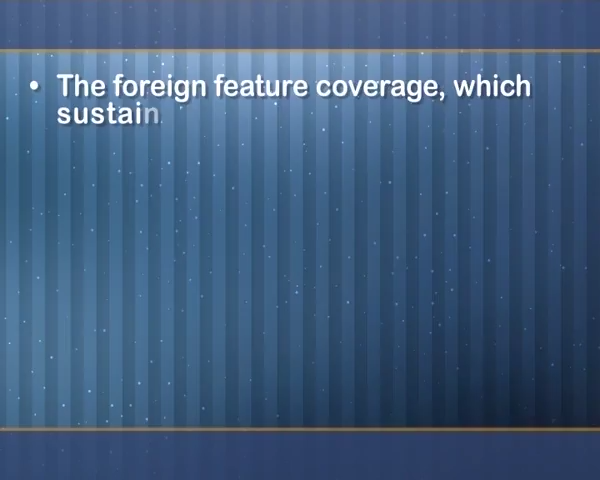 • The foreign feature coverage, which
sustain